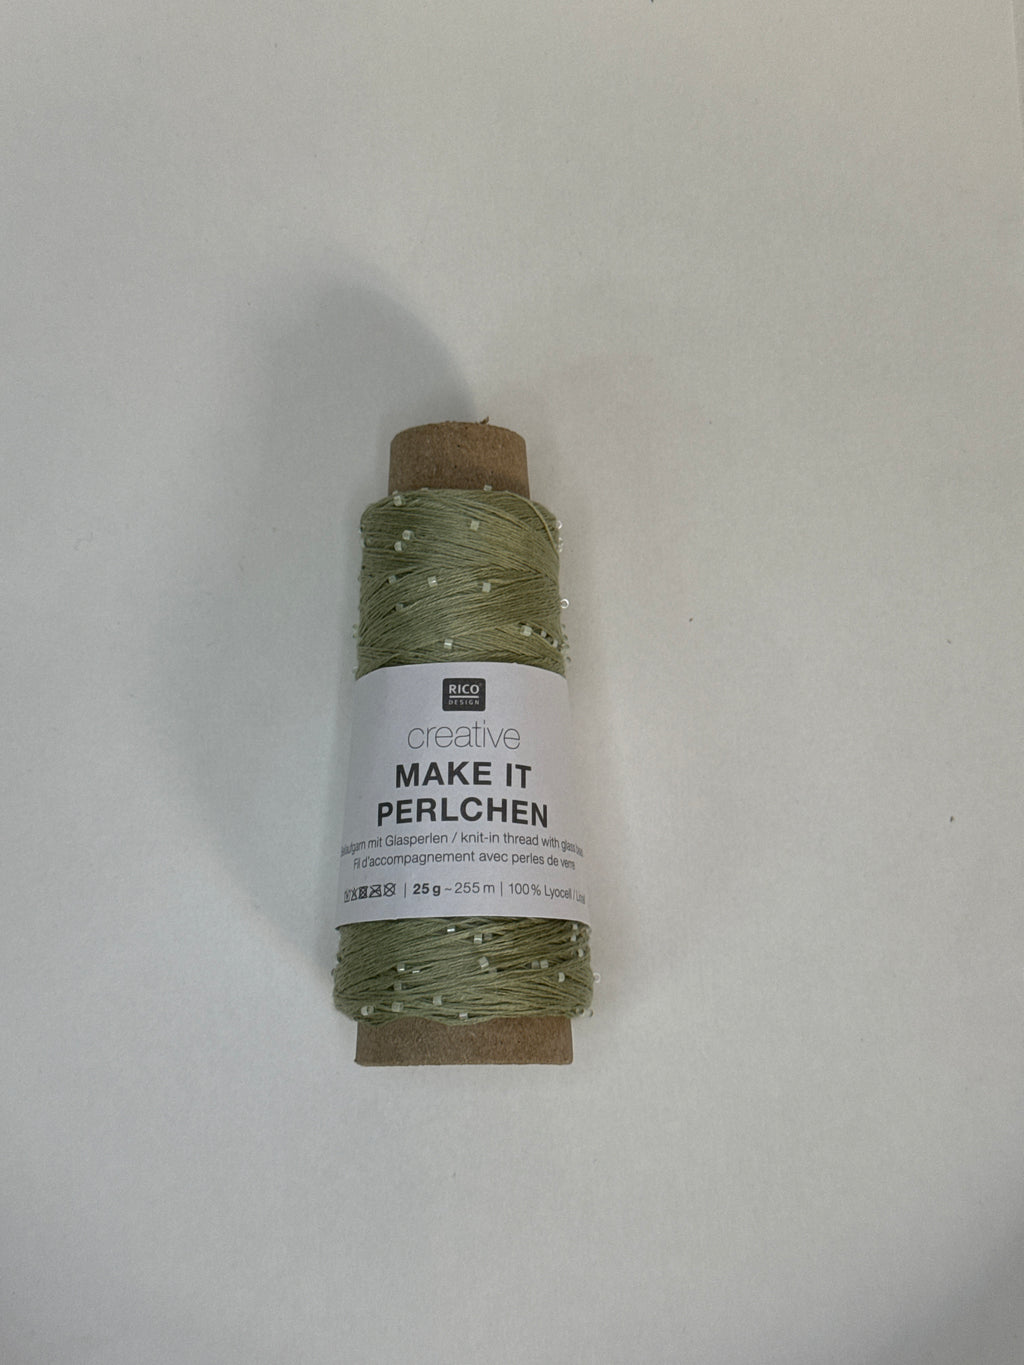 RICO
DESIGN
creative
MAKE IT
PERLCHEN
mit Glasperlen / knit-in thread with glass
Fil d'accompagnement avec perles de verre
25 g ~ 255 m | 100 % Lyocell /